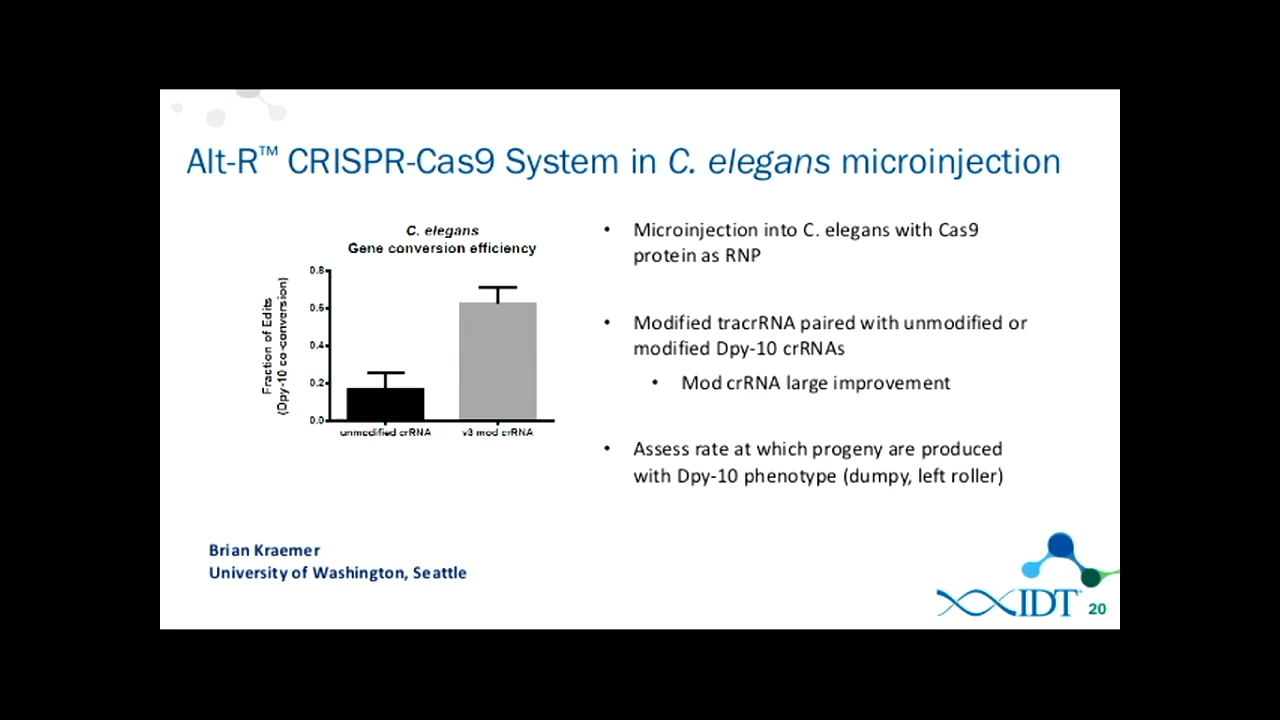 Alt-R™ CRISPR-Cas9 System in C. elegans microinjection
C. elegans
Gene conversion efficiency
Fraction of Edits
(Dpy-10 co-conversion)
0.8
0.6
0.4
0.2
0.0
unmodified crRNA
v3 mod crRNA
• Microinjection into C. elegans with Cas9
protein as RNP
• Modified tracrRNA paired with unmodified or
modified Dpy-10 crRNAs
• Mod crRNA large improvement
• Assess rate at which progeny are produced
with Dpy-10 phenotype (dumpy, left roller)
Brian Kraemer
University of Washington, Seattle
IDT
20